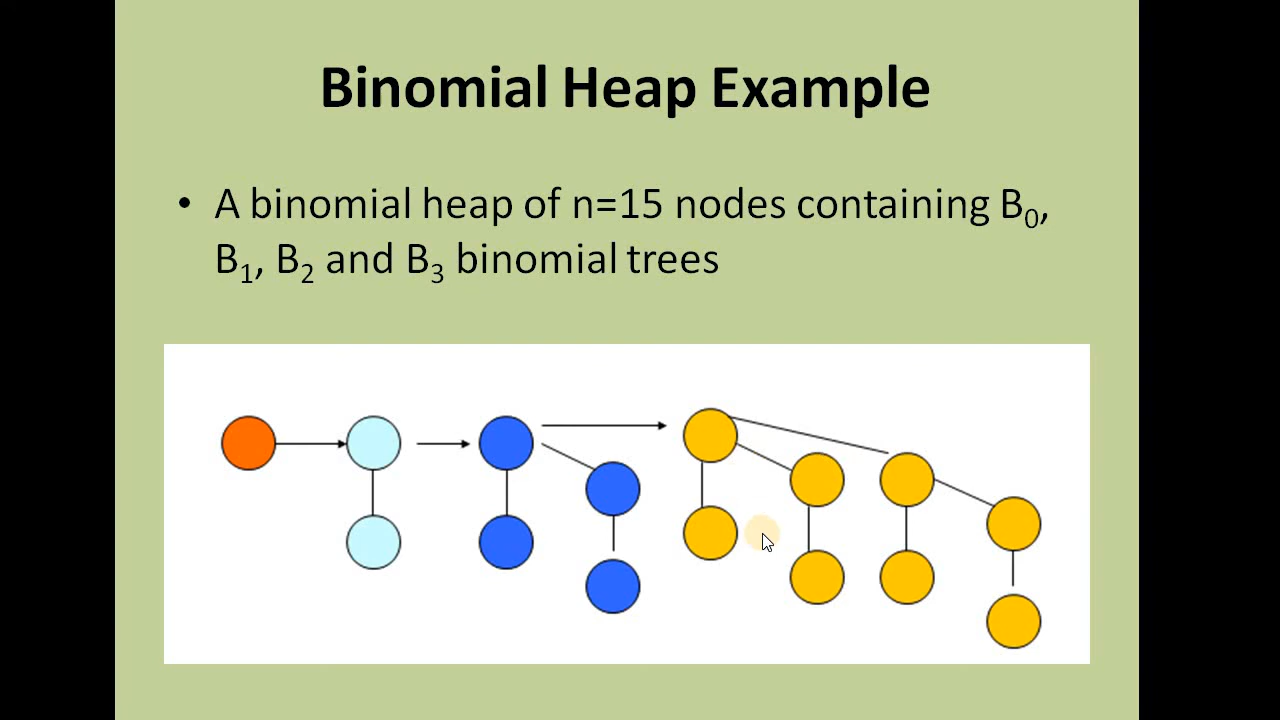 Binomial Heap Example
• A binomial heap of n=15 nodes containing B₀,
B₁, B₂ and B₃ binomial trees